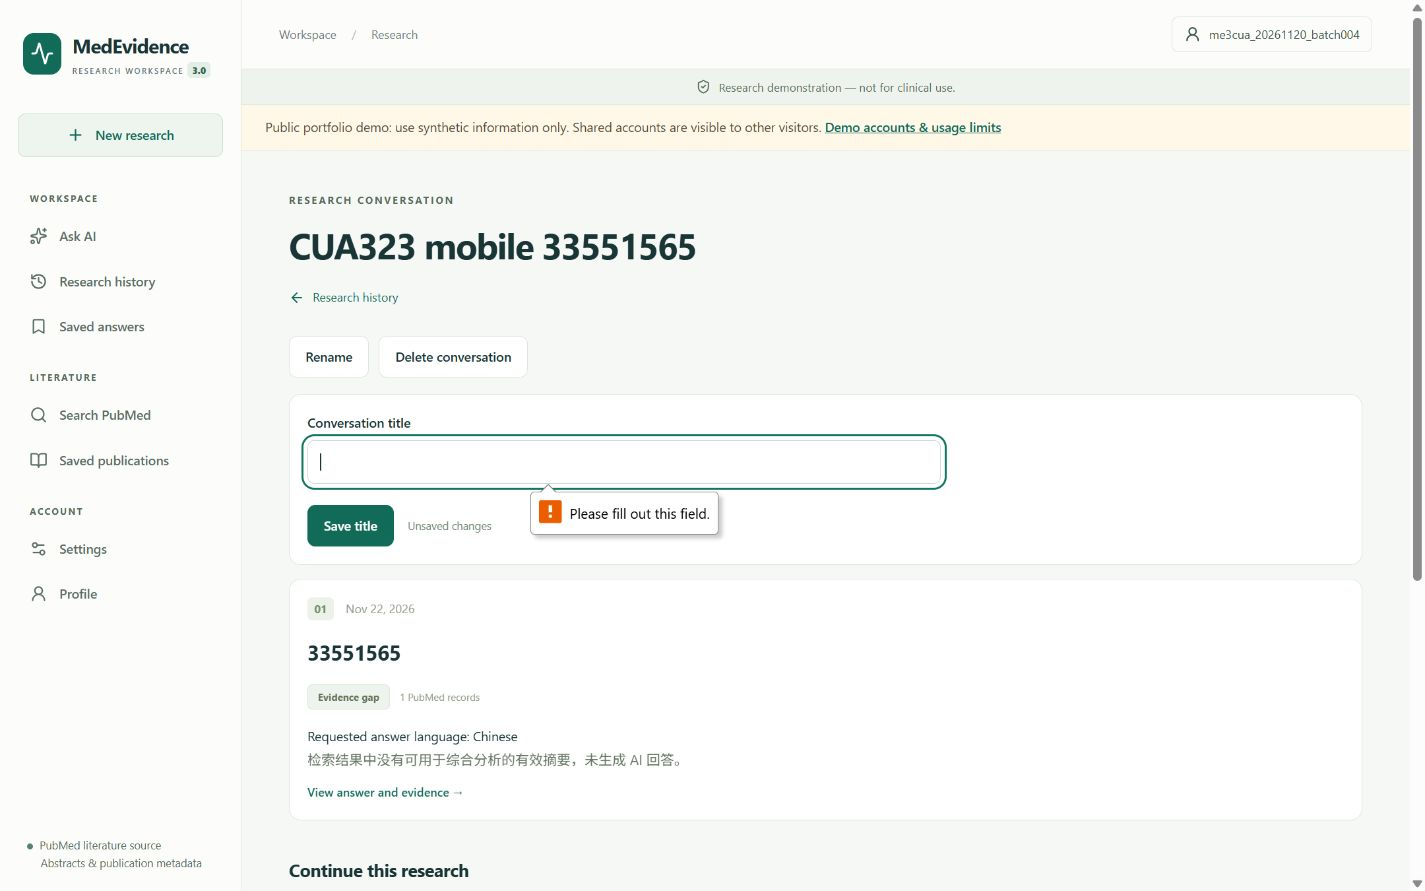 MedEvidence
RESEARCH WORKSPACE 3.0
New research
WORKSPACE
Ask AI
Research history
Saved answers
LITERATURE
Search PubMed
Saved publications
ACCOUNT
Settings
Profile
PubMed literature source
Abstracts & publication metadata
Workspace / Research
me3cua_20261120_batch004
Research demonstration — not for clinical use.
Public portfolio demo: use synthetic information only. Shared accounts are visible to other visitors. Demo accounts & usage limits
RESEARCH CONVERSATION
CUA323 mobile 33551565
← Research history
Rename
Delete conversation
Conversation title
Please fill out this field.
Save title
Unsaved changes
01 Nov 22, 2026
33551565
Evidence gap 1 PubMed records
Requested answer language: Chinese
检索结果中没有可用于综合分析的有效摘要，未生成 AI 回答。
View answer and evidence →
Continue this research